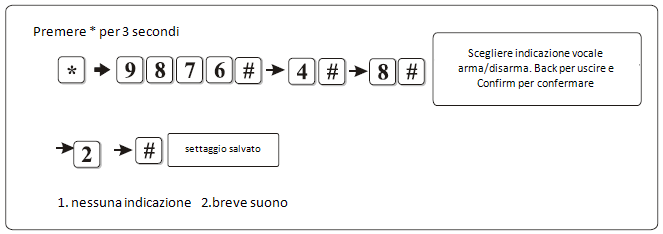 Premere * per 3 secondi
* → 9 8 7 6 # → 4 # → 8 #
Scegliere indicazione vocale
arma/disarma. Back per uscire e
Confirm per confermare
→ 2 → # settaggio salvato
1. nessuna indicazione 2.breve suono